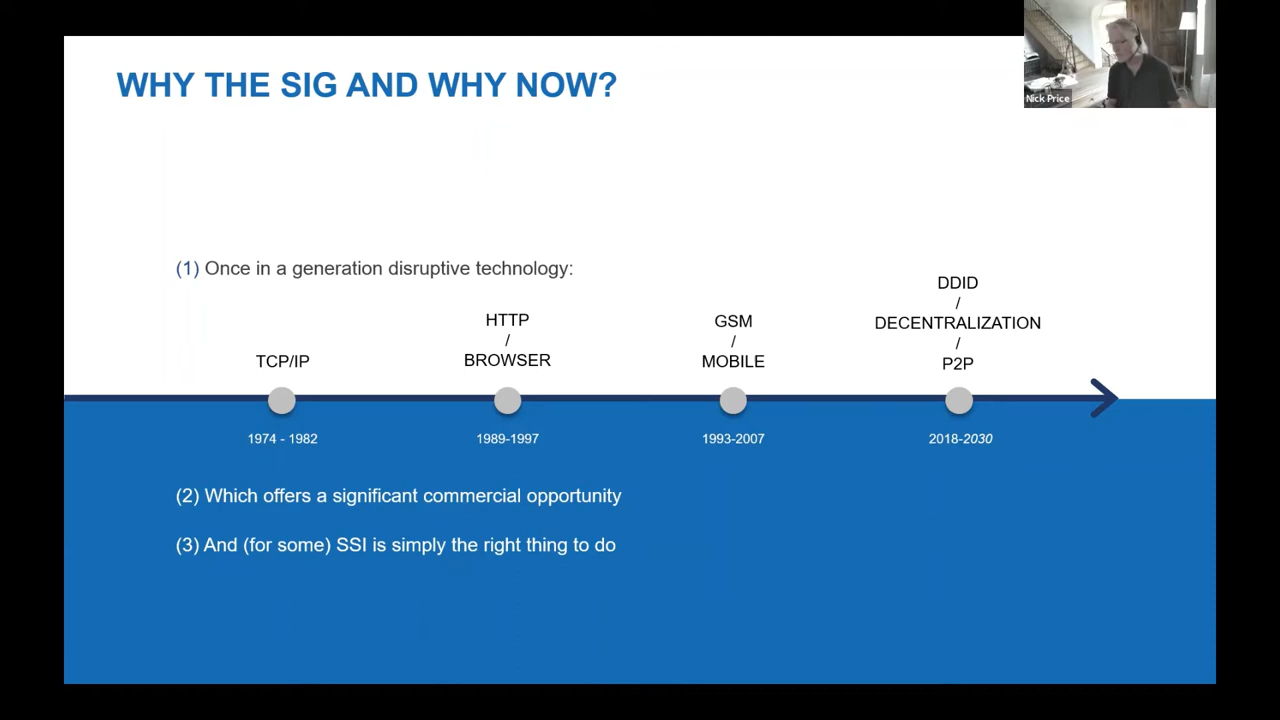 WHY THE SIG AND WHY NOW?
Nick Price
(1) Once in a generation disruptive technology:
TCP/IP
HTTP
/
BROWSER
GSM
/
MOBILE
DDID
/
DECENTRALIZATION
/
P2P
1974 - 1982
1989-1997
1993-2007
2018-2030
(2) Which offers a significant commercial opportunity
(3) And (for some) SSI is simply the right thing to do